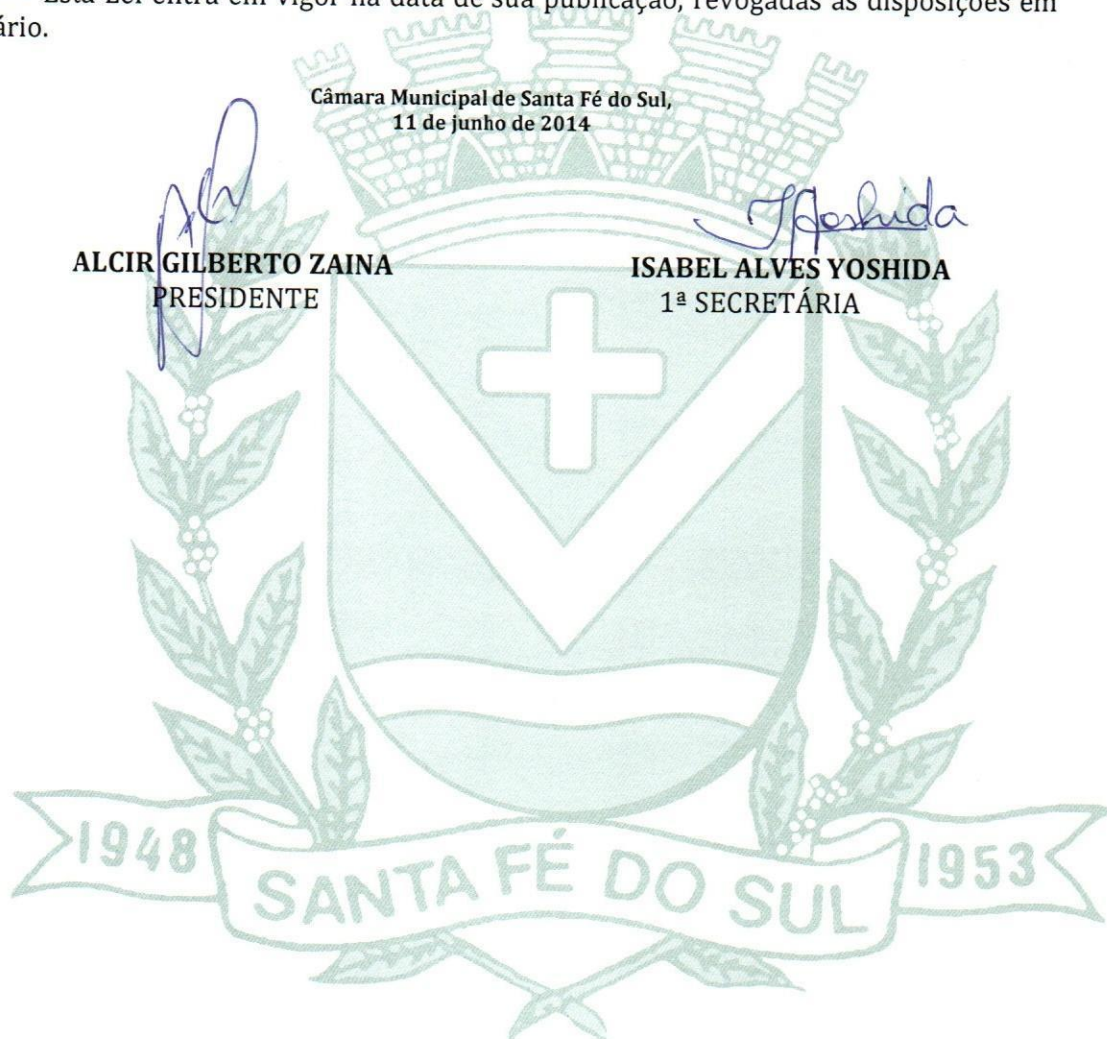 Esta Lei entra em vigor na data de sua publicação, revogadas as disposições em
ário.
Câmara Municipal de Santa Fé do Sul,
11 de junho de 2014
Yoshida
ALCIR GILBERTO ZAINA
PRESIDENTE
ISABEL ALVES YOSHIDA
1ª SECRETÁRIA
1948
SANTA FÉ DO SUL
1953